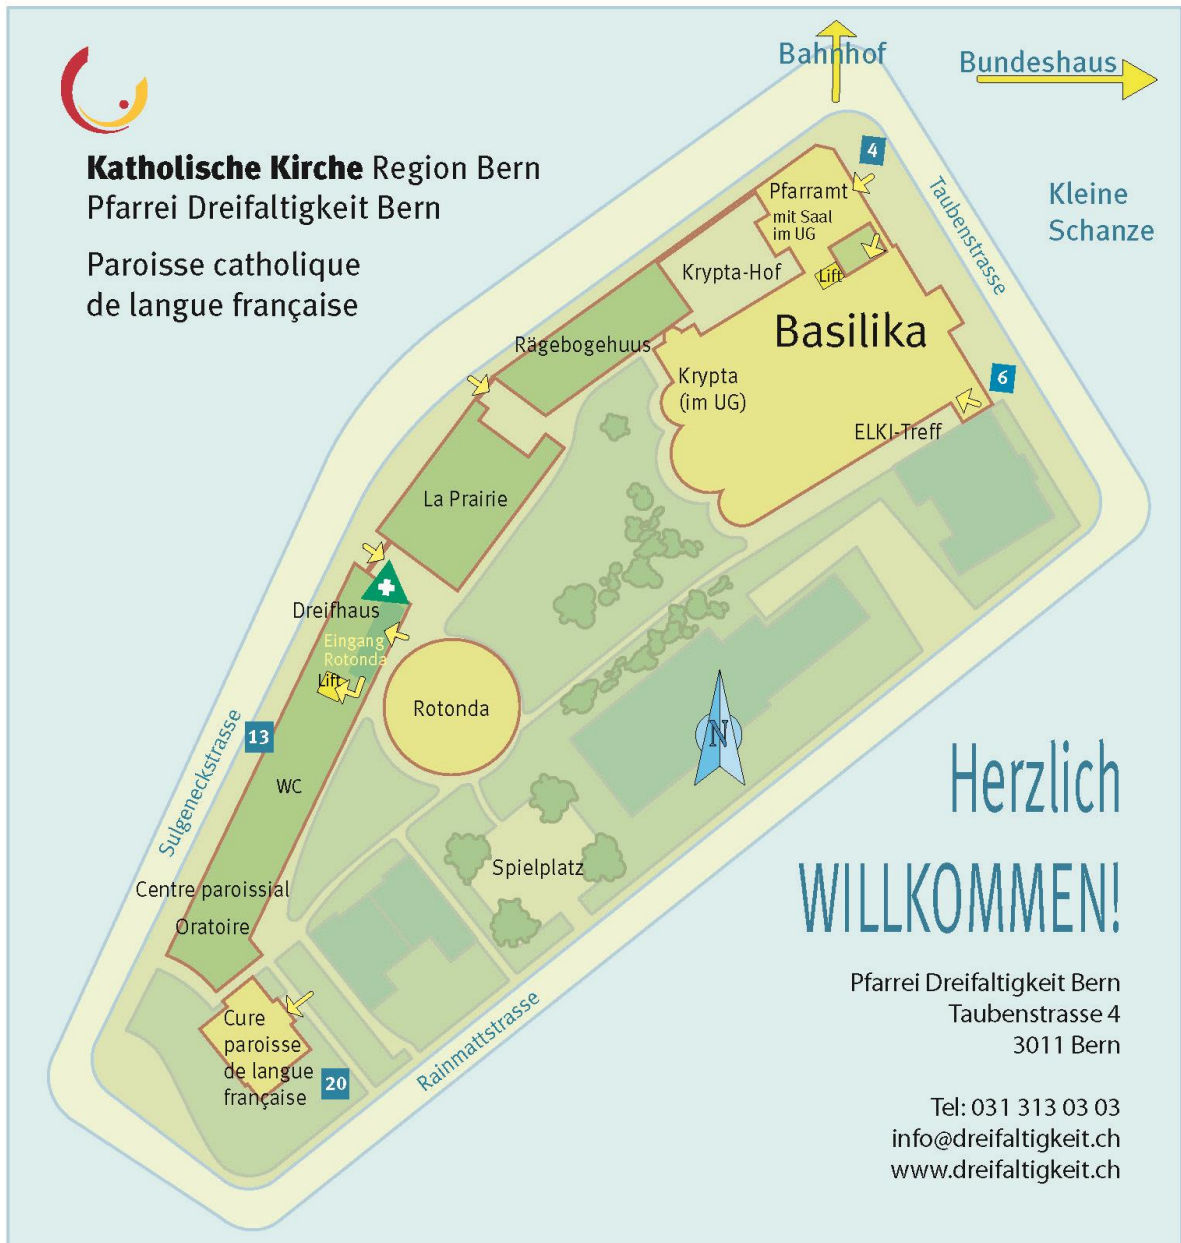 Bahnhof
Bundeshaus
Katholische Kirche Region Bern
Pfarrei Dreifaltigkeit Bern
Paroisse catholique
de langue française
4
Pfarramt
mit Saal
im UG
Taubenstrasse
Kleine
Schanze
Krypta-Hof
Lift
Basilika
Rägebogehuus
Krypta
(im UG)
6
ELKI-Treff
La Prairie
Dreifhaus
Eingang
Rotonda
Lift
Rotonda
N
Sulgeneckstrasse
13
WC
Herzlich
WILLKOMMEN!
Spielplatz
Centre paroissial
Oratoire
Cure
paroisse
de langue
française
20
Rainmattstrasse
Pfarrei Dreifaltigkeit Bern
Taubenstrasse 4
3011 Bern
Tel: 031 313 03 03
info@dreifaltigkeit.ch
www.dreifaltigkeit.ch